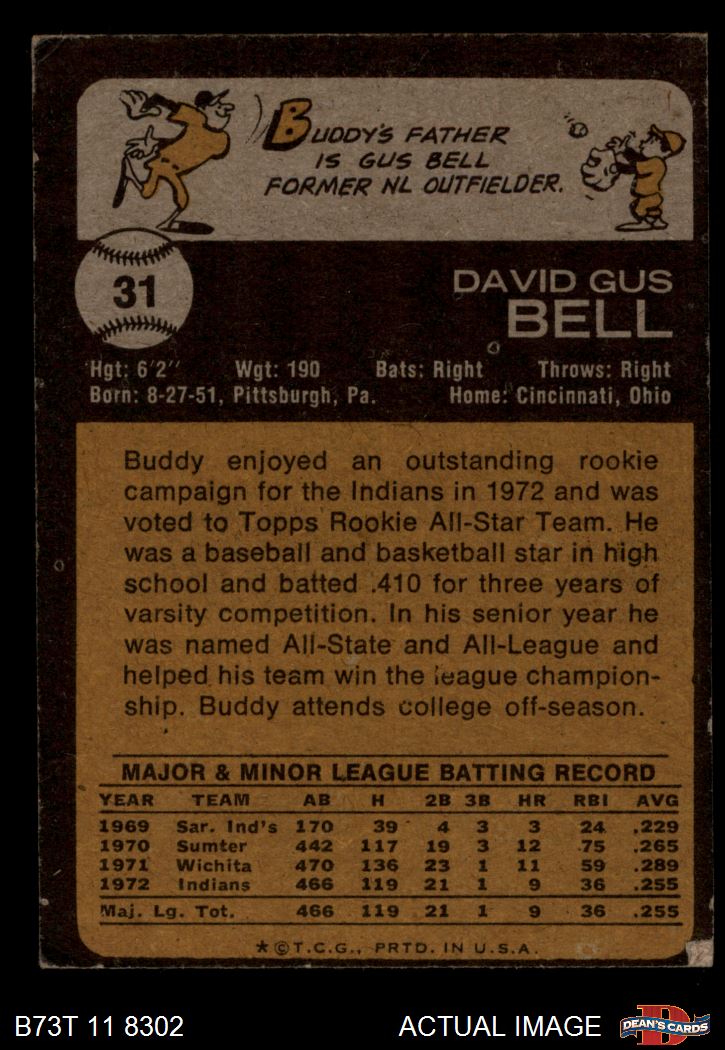 BUDDY'S FATHER
IS GUS BELL
FORMER NL OUTFIELDER.
31
DAVID GUS
BELL
Hgt: 6'2" Wgt: 190 Bats: Right Throws: Right
Born: 8-27-51, Pittsburgh, Pa. Home: Cincinnati, Ohio
Buddy enjoyed an outstanding rookie
campaign for the Indians in 1972 and was
voted to Topps Rookie All-Star Team. He
was a baseball and basketball star in high
school and batted .410 for three years of
varsity competition. In his senior year he
was named All-State and All-League and
helped his team win the league champion-
ship. Buddy attends college off-season.
MAJOR & MINOR LEAGUE BATTING RECORD
YEAR TEAM AB H 2B 3B HR RBI AVG
1969 Sar. Ind's 170 39 4 3 3 24 .229
1970 Sumter 442 117 19 3 12 75 .265
1971 Wichita 470 136 23 1 11 59 .289
1972 Indians 466 119 21 1 9 36 .255
Maj. Lg. Tot. 466 119 21 1 9 36 .255
★©T.C.G., PRTD. IN U.S.A.
B73T 11 8302 ACTUAL IMAGE D DEAN'S CARDS